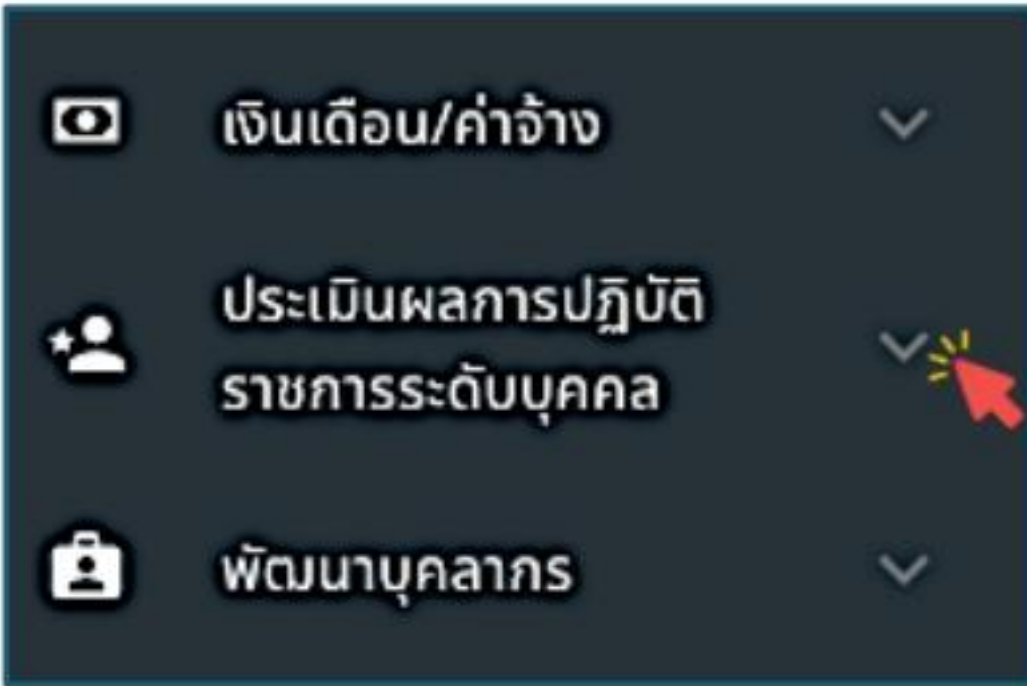 เงินเดือน/ค่าจ้าง
ประเมินผลการปฏิบัติ
ราชการระดับบุคคล
พัฒนาบุคลากร